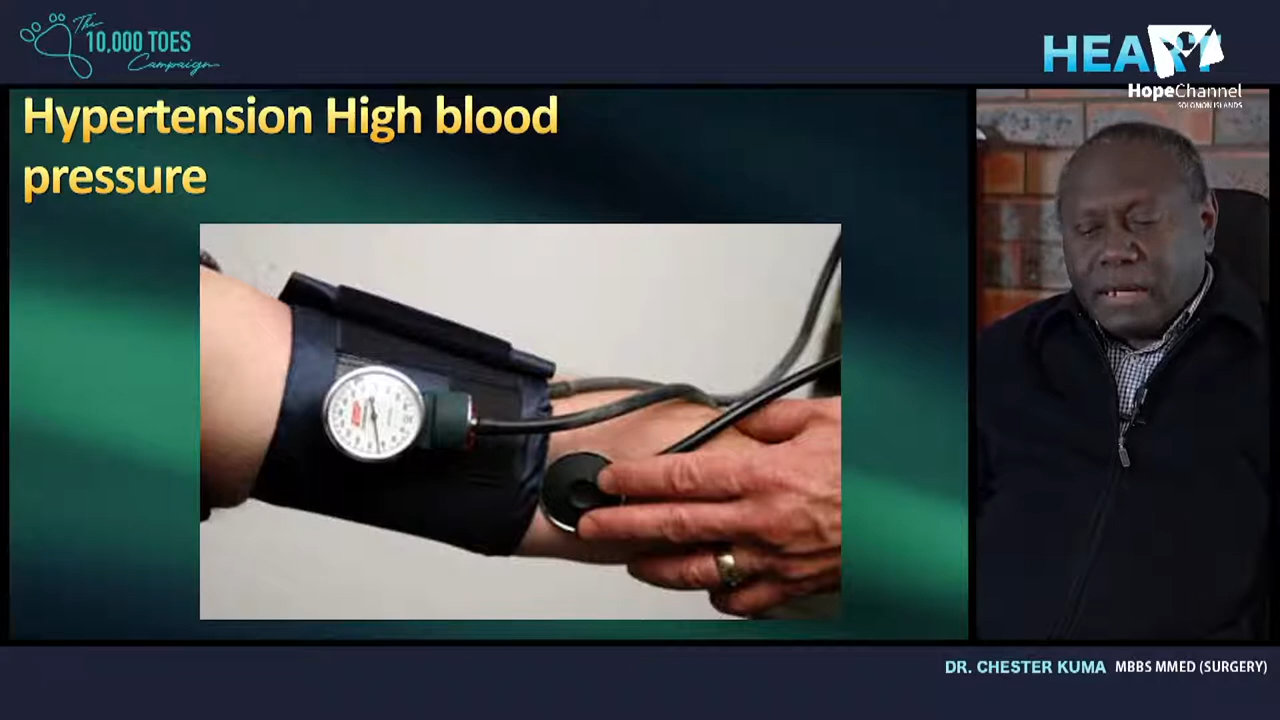 The
10,000 TOES
Campaign
HEART
HopeChannel
SOLOMON ISLANDS
Hypertension High blood
pressure
DR. CHESTER KUMA MBBS MMED (SURGERY)